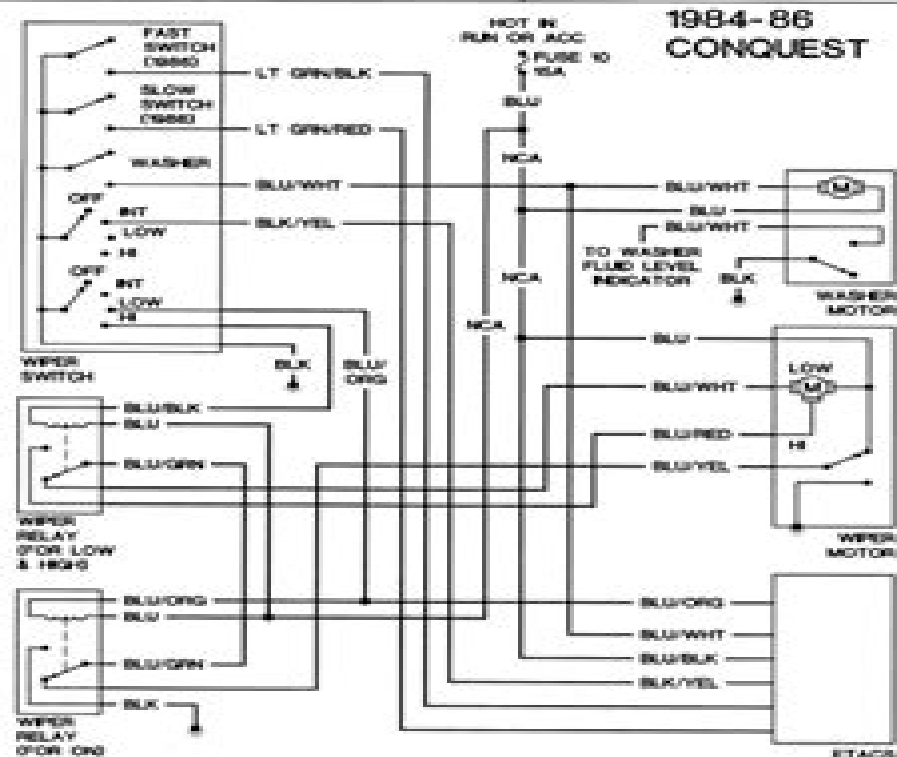 1984-86
CONQUEST
HOT IN
RUN OR ACC
FUSE 10
15A
BLU
NCA
FAST
SWITCH
(1986)
SLOW
SWITCH
(1986)
WASHER
OFF
INT
LOW
HI
OFF
INT
LOW
HI
WIPER
SWITCH
LT GRN/BLK
LT GRN/RED
BLU/WHT
BLK/YEL
BLK
BLU/
ORG
NCA
NCA
BLU/WHT
BLU
BLU/WHT
TO WASHER
FLUID LEVEL
INDICATOR
BLK
M
WASHER
MOTOR
BLU
BLU/WHT
BLU/RED
BLU/YEL
LOW
M
HI
WIPER
MOTOR
BLU/BLK
BLU
BLU/GRN
WIPER
RELAY
(FOR LOW
& HIGH)
BLU/ORG
BLU
BLU/GRN
BLK
WIPER
RELAY
(FOR ON)
BLU/ORG
BLU/WHT
BLU/BLK
BLK/YEL
ETACS